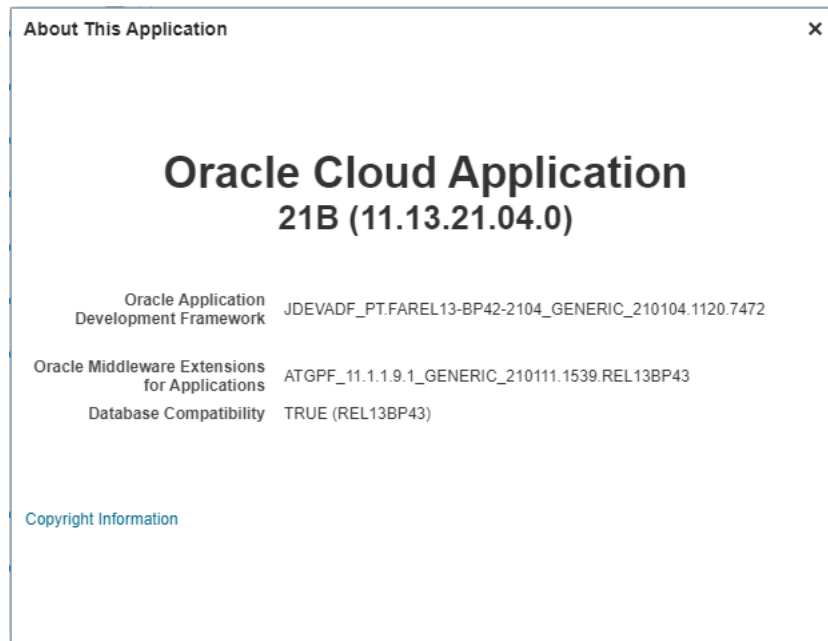 About This Application
Oracle Cloud Application
21B (11.13.21.04.0)
Oracle Application
Development Framework
JDEVADF_PT.FAREL13-BP42-2104_GENERIC_210104.1120.7472
Oracle Middleware Extensions
for Applications
ATGPF_11.1.1.9.1_GENERIC_210111.1539.REL13BP43
Database Compatibility TRUE (REL13BP43)
Copyright Information